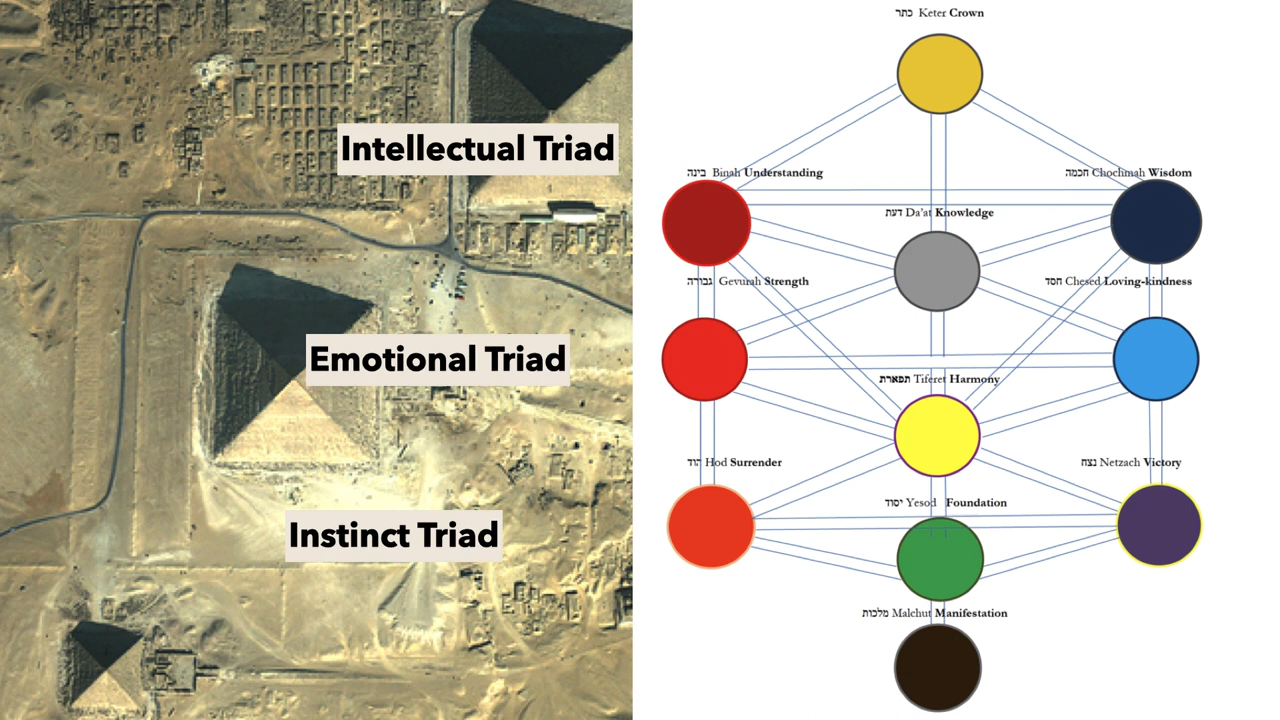 Intellectual Triad
Emotional Triad
Instinct Triad
כתר Keter Crown
בינה Binah Understanding
חכמה Chochmah Wisdom
דעת Da'at Knowledge
גבורה Gevurah Strength
חסד Chesed Loving-kindness
תפארת Tiferet Harmony
הוד Hod Surrender
נצח Netzach Victory
יסוד Yesod Foundation
מלכות Malchut Manifestation